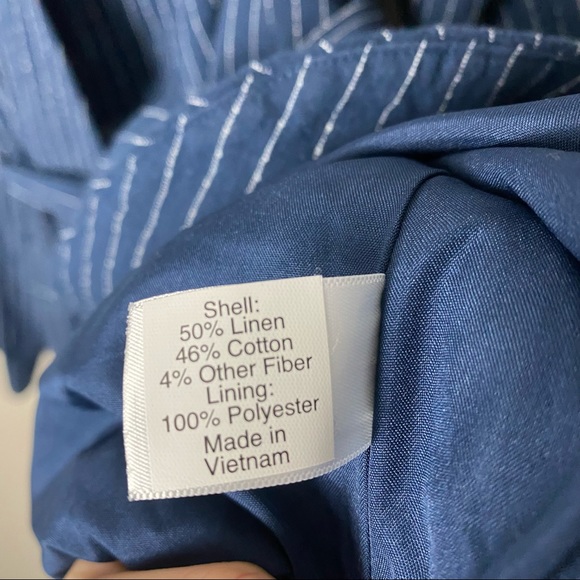 Shell:
50% Linen
46% Cotton
4% Other Fiber
Lining:
100% Polyester
Made in
Vietnam